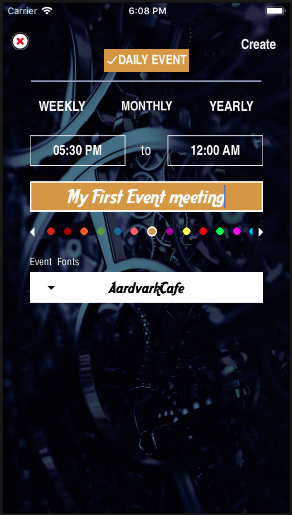 Carrier 6:08 PM
Create
DAILY EVENT
WEEKLY MONTHLY YEARLY
05:30 PM to 12:00 AM
My First Event meeting
Event Fonts
AardvarkCafe